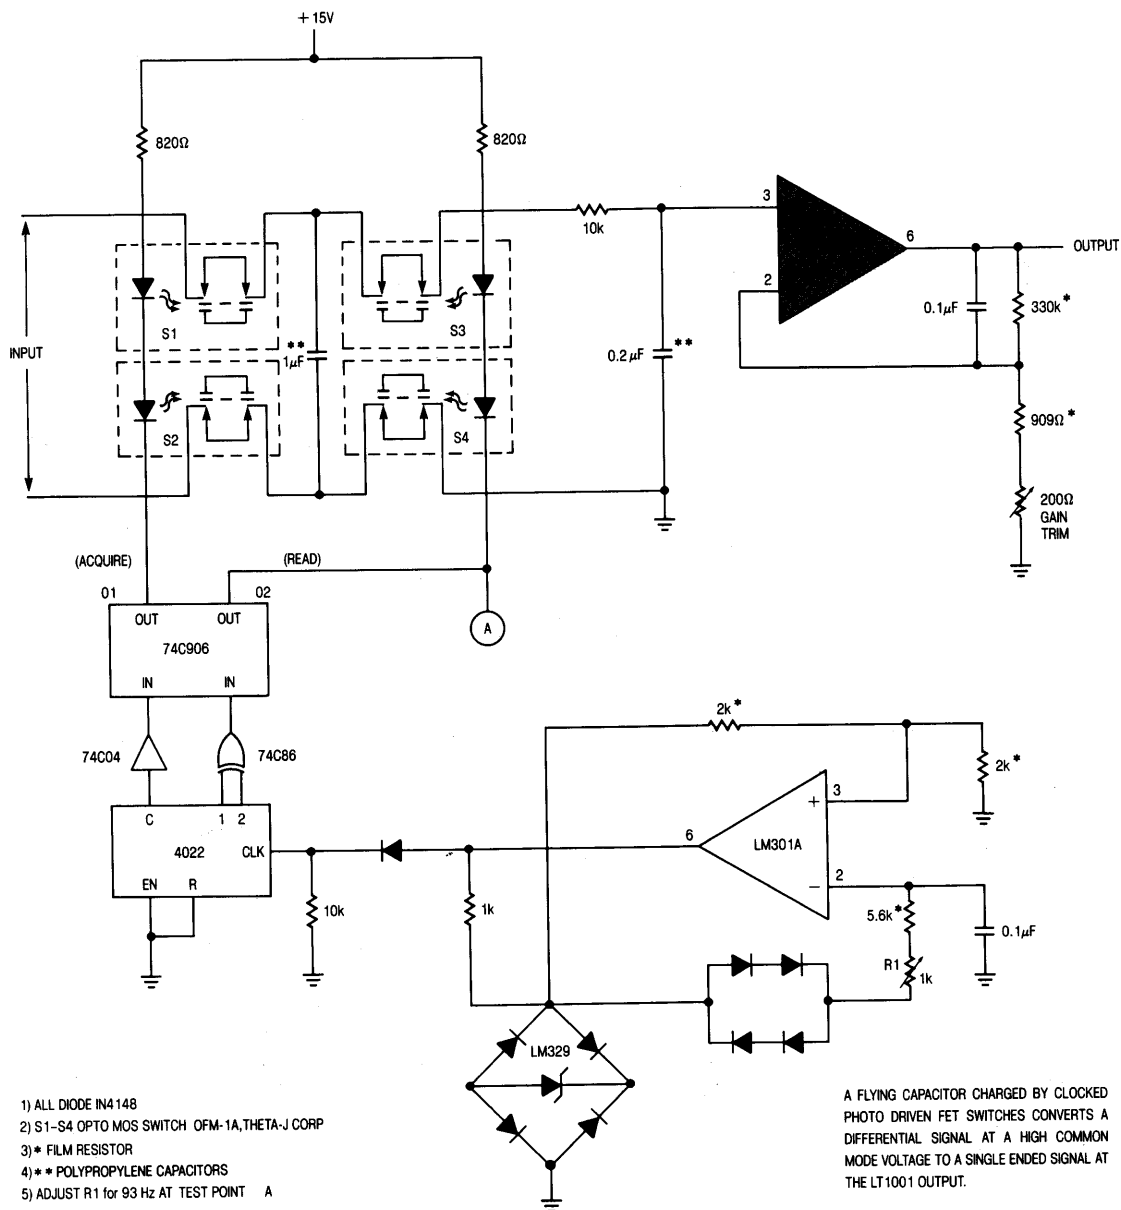 +15V
820Ω
820Ω
3
6
OUTPUT
10k
2
0.1μF
330k*
S1
S3
INPUT
**
1μF
0.2μF
**
S2
S4
909Ω*
200Ω
GAIN
TRIM
(ACQUIRE)
(READ)
01
02
OUT
OUT
74C906
A
IN
IN
2k*
74C04
74C86
2k*
3
+
C
1 2
6
LM301A
4022
CLK
2
−
EN
R
5.6k*
10k
1k
0.1μF
R1
1k
LM329
1) ALL DIODE IN4148
2) S1-S4 OPTO MOS SWITCH OFM-1A,THETA-J CORP
3)* FILM RESISTOR
4)** POLYPROPYLENE CAPACITORS
5) ADJUST R1 for 93 Hz AT TEST POINT A
A FLYING CAPACITOR CHARGED BY CLOCKED
PHOTO DRIVEN FET SWITCHES CONVERTS A
DIFFERENTIAL SIGNAL AT A HIGH COMMON
MODE VOLTAGE TO A SINGLE ENDED SIGNAL AT
THE LT1001 OUTPUT.